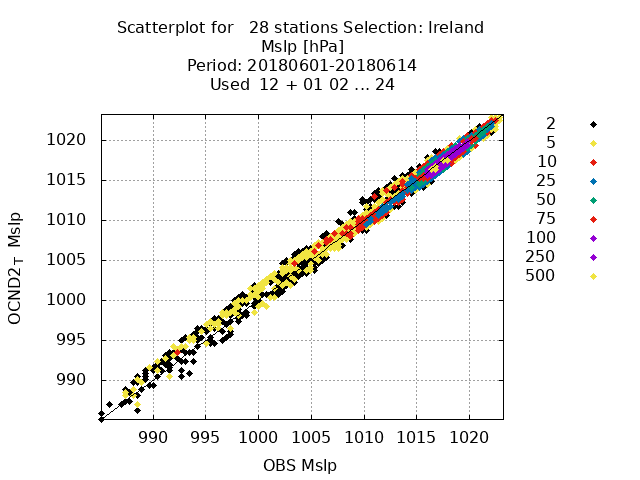 Scatterplot for   28 stations Selection: Ireland
Mslp [hPa]
Period: 20180601-20180614
Used  12 + 01 02 ... 24
OCND2T  Mslp
1020
1015
1010
1005
1000
995
990
990 995 1000 1005 1010 1015 1020
OBS Mslp
2
5
10
25
50
75
100
250
500